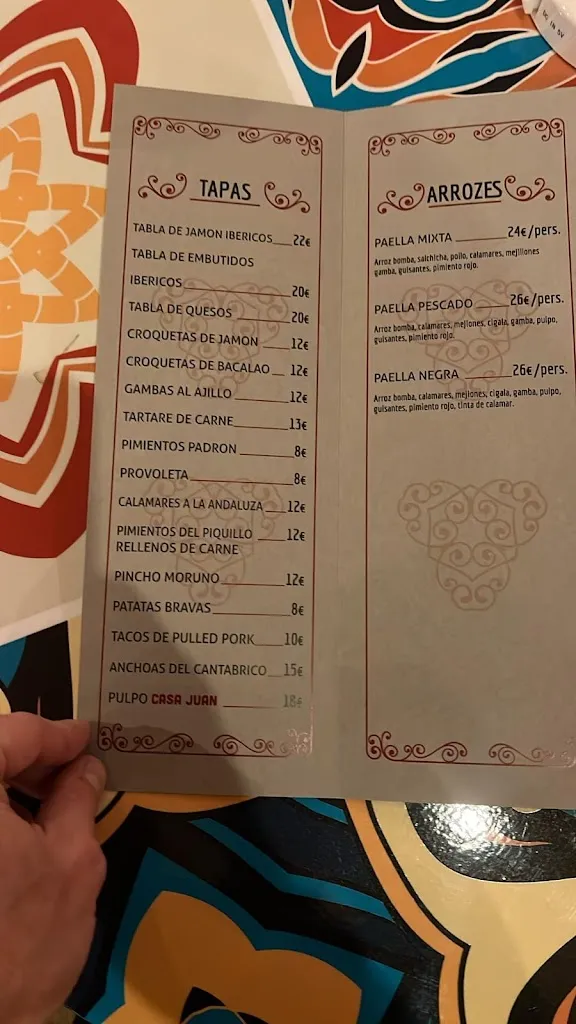 TAPAS
TABLA DE JAMON IBERICOS 22€
TABLA DE EMBUTIDOS
IBERICOS 20€
TABLA DE QUESOS 20€
CROQUETAS DE JAMON 12€
CROQUETAS DE BACALAO 12€
GAMBAS AL AJILLO 12€
TARTARE DE CARNE 13€
PIMIENTOS PADRON 8€
PROVOLETA 8€
CALAMARES A LA ANDALUZA 12€
PIMIENTOS DEL PIQUILLO 12€
RELLENOS DE CARNE
PINCHO MORUNO 12€
PATATAS BRAVAS 8€
TACOS DE PULLED PORK 10€
ANCHOAS DEL CANTABRICO 15€
PULPO CASA JUAN 18€
ARROZES
PAELLA MIXTA 24€/pers.
Arroz bomba, salchicha, pollo, calamares, mejillones
gamba, guisantes, pimiento rojo.
PAELLA PESCADO 26€/pers.
Arroz bomba, calamares, mejlones, cigala, gamba, pulpo,
guisantes, pimiento rojo.
PAELLA NEGRA 26€/pers.
Arroz bomba, calamares, mejlones, cigala, gamba, pulpo,
guisantes, pimiento rojo, tinta de calamar.